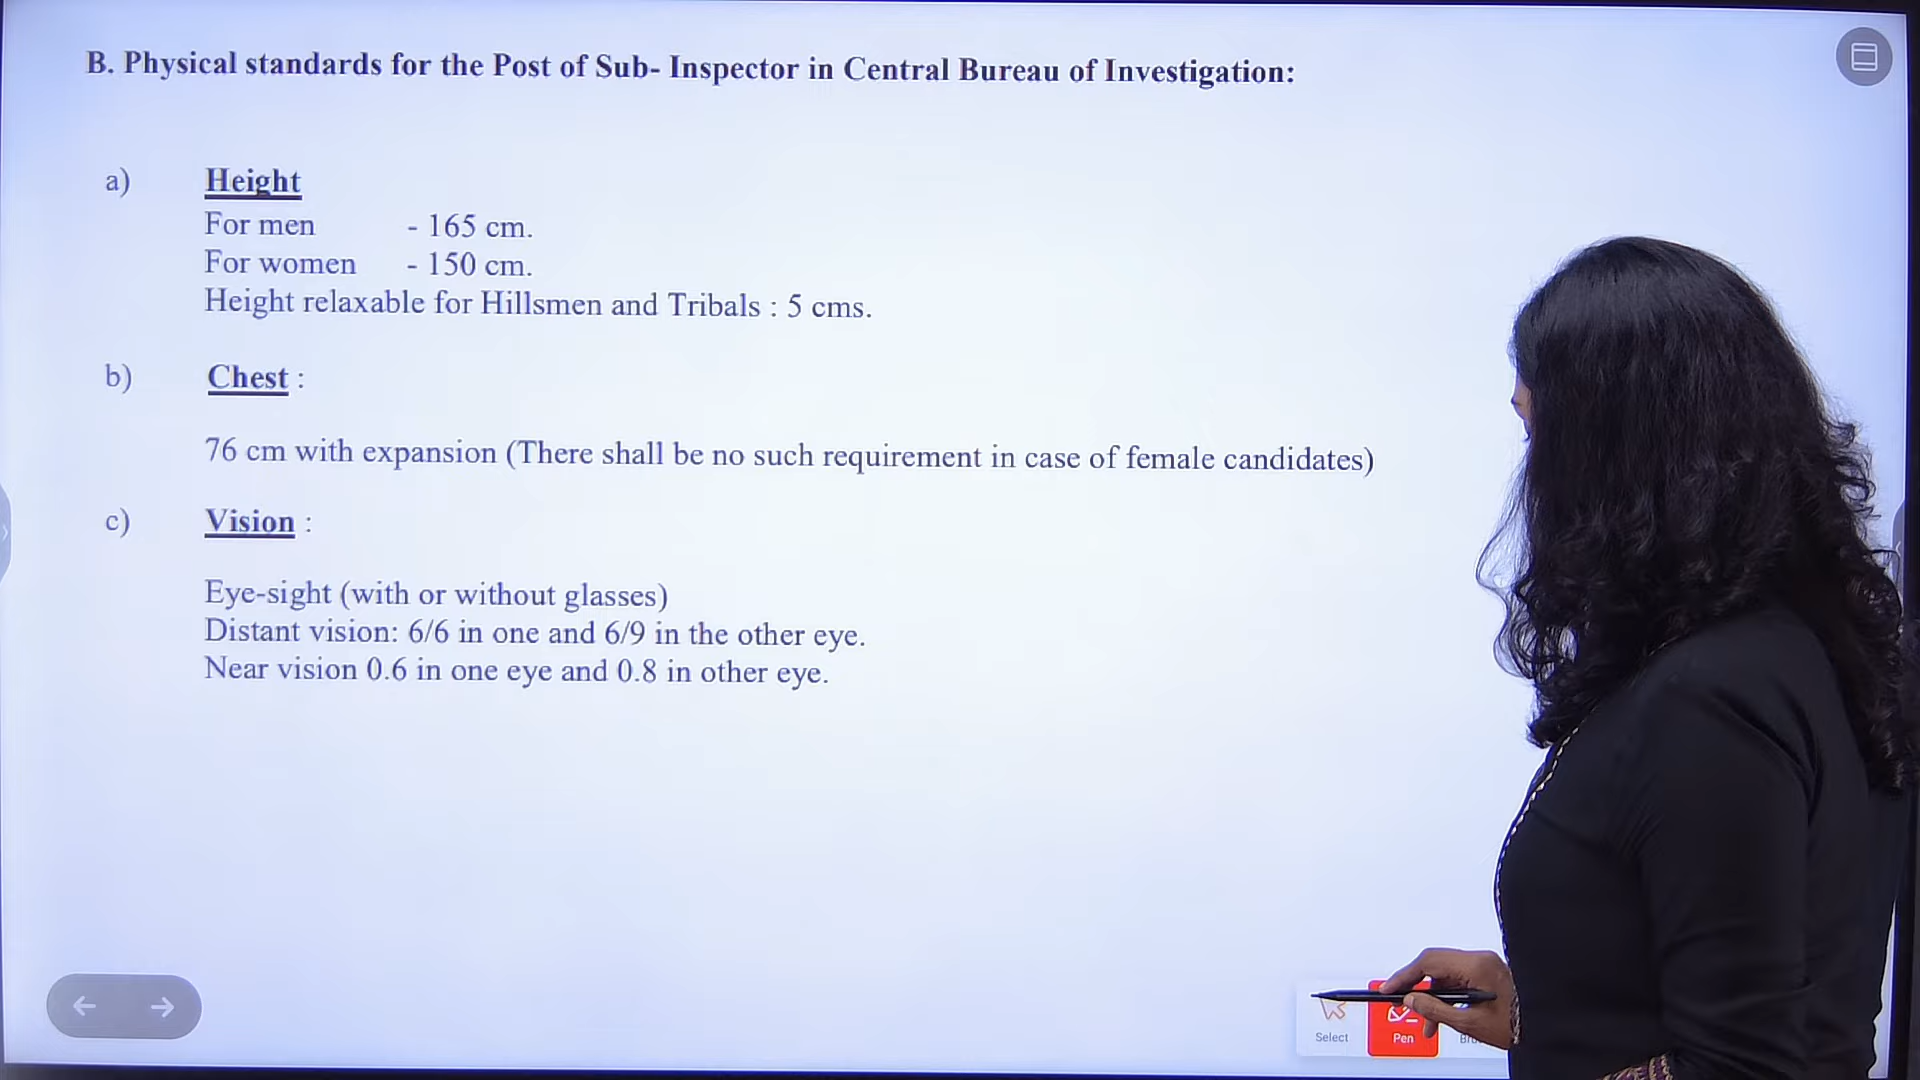 B. Physical standards for the Post of Sub- Inspector in Central Bureau of Investigation:
a) Height
For men - 165 cm.
For women - 150 cm.
Height relaxable for Hillsmen and Tribals : 5 cms.
b) Chest :
76 cm with expansion (There shall be no such requirement in case of female candidates)
c) Vision :
Eye-sight (with or without glasses)
Distant vision: 6/6 in one and 6/9 in the other eye.
Near vision 0.6 in one eye and 0.8 in other eye.
Select Pen